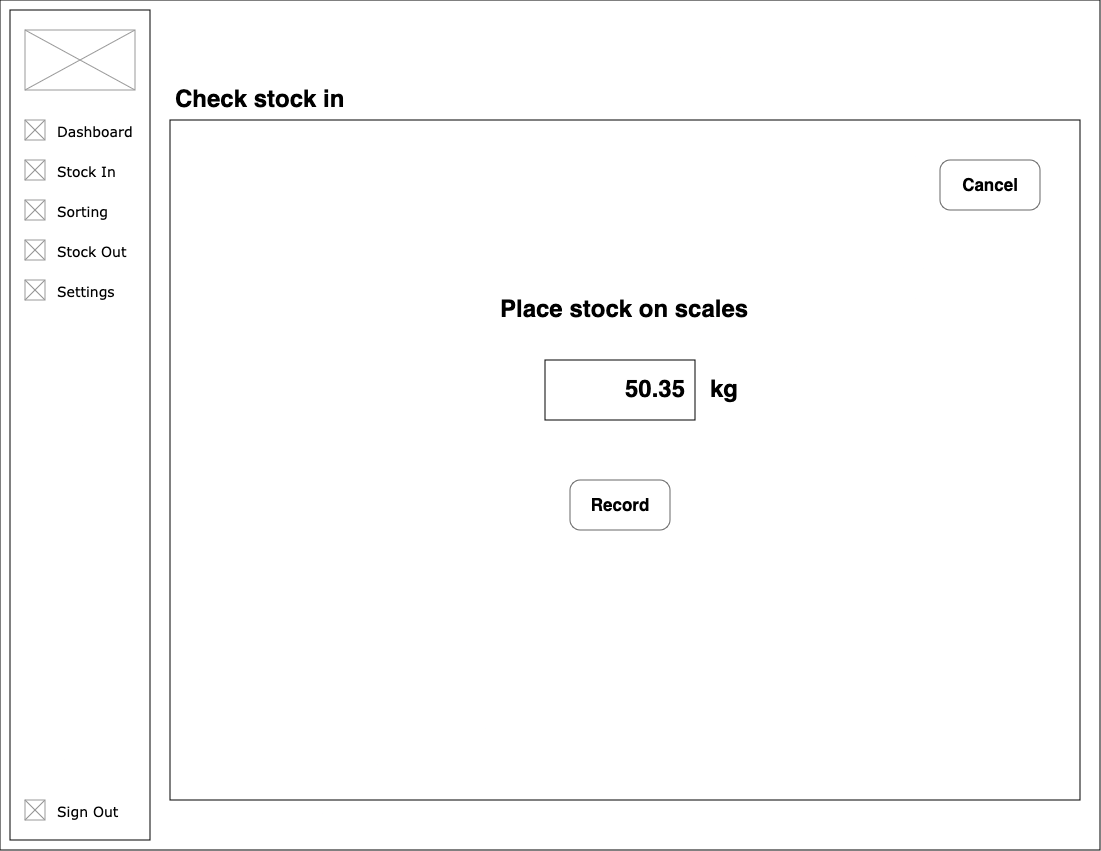 Check stock in
Dashboard
Stock In
Sorting
Stock Out
Settings
Sign Out
Cancel
Place stock on scales
50.35 kg
Record